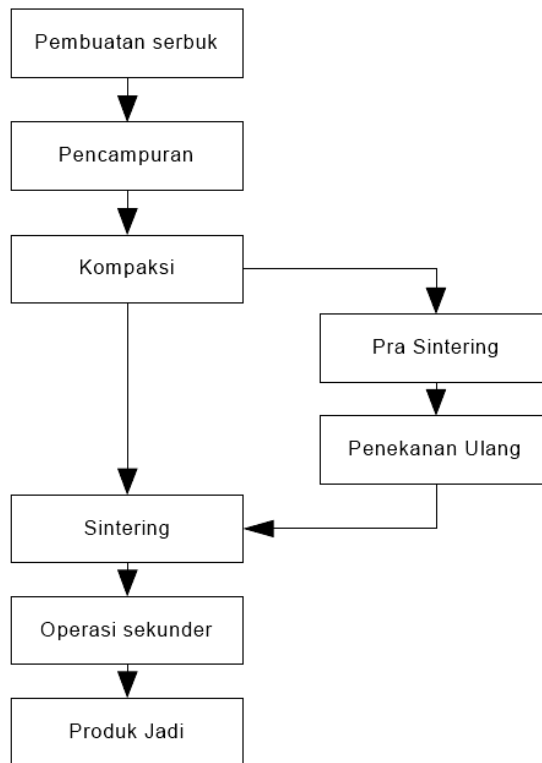 Pembuatan serbuk
Pencampuran
Kompaksi
Pra Sintering
Penekanan Ulang
Sintering
Operasi sekunder
Produk Jadi